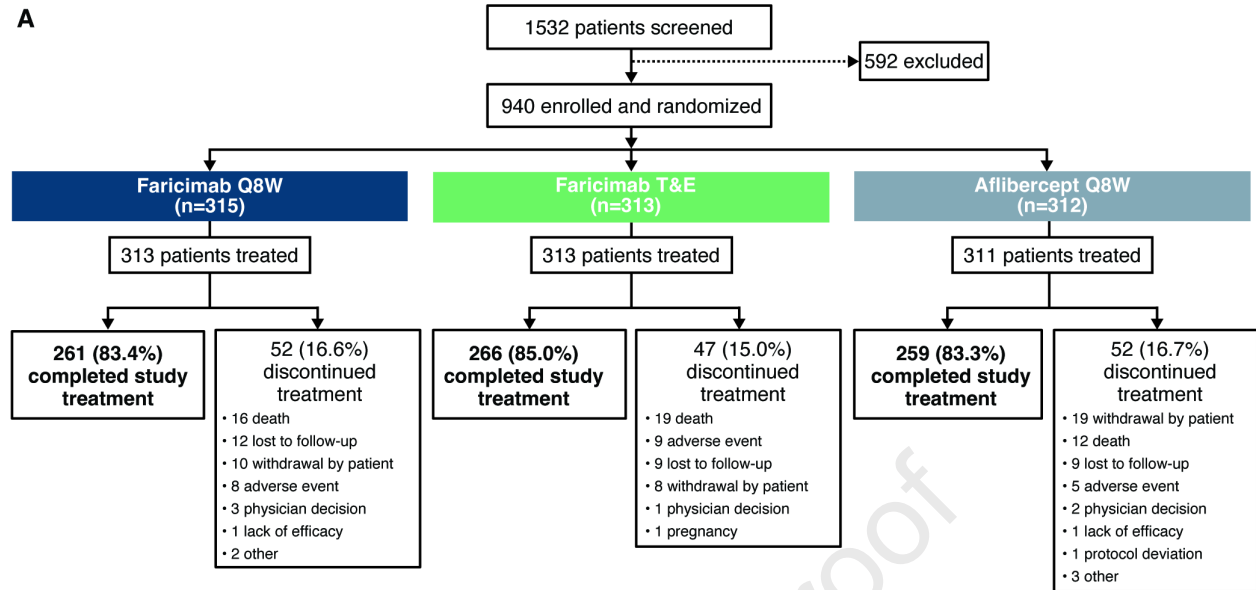 A
1532 patients screened
592 excluded
940 enrolled and randomized
Faricimab Q8W
(n=315)
313 patients treated
261 (83.4%)
completed study
treatment
52 (16.6%)
discontinued
treatment
• 16 death
• 12 lost to follow-up
• 10 withdrawal by patient
• 8 adverse event
• 3 physician decision
• 1 lack of efficacy
• 2 other
Faricimab T&E
(n=313)
313 patients treated
266 (85.0%)
completed study
treatment
47 (15.0%)
discontinued
treatment
• 19 death
• 9 adverse event
• 9 lost to follow-up
• 8 withdrawal by patient
• 1 physician decision
• 1 pregnancy
Aflibercept Q8W
(n=312)
311 patients treated
259 (83.3%)
completed study
treatment
52 (16.7%)
discontinued
treatment
• 19 withdrawal by patient
• 12 death
• 9 lost to follow-up
• 5 adverse event
• 2 physician decision
• 1 lack of efficacy
• 1 protocol deviation
• 3 other